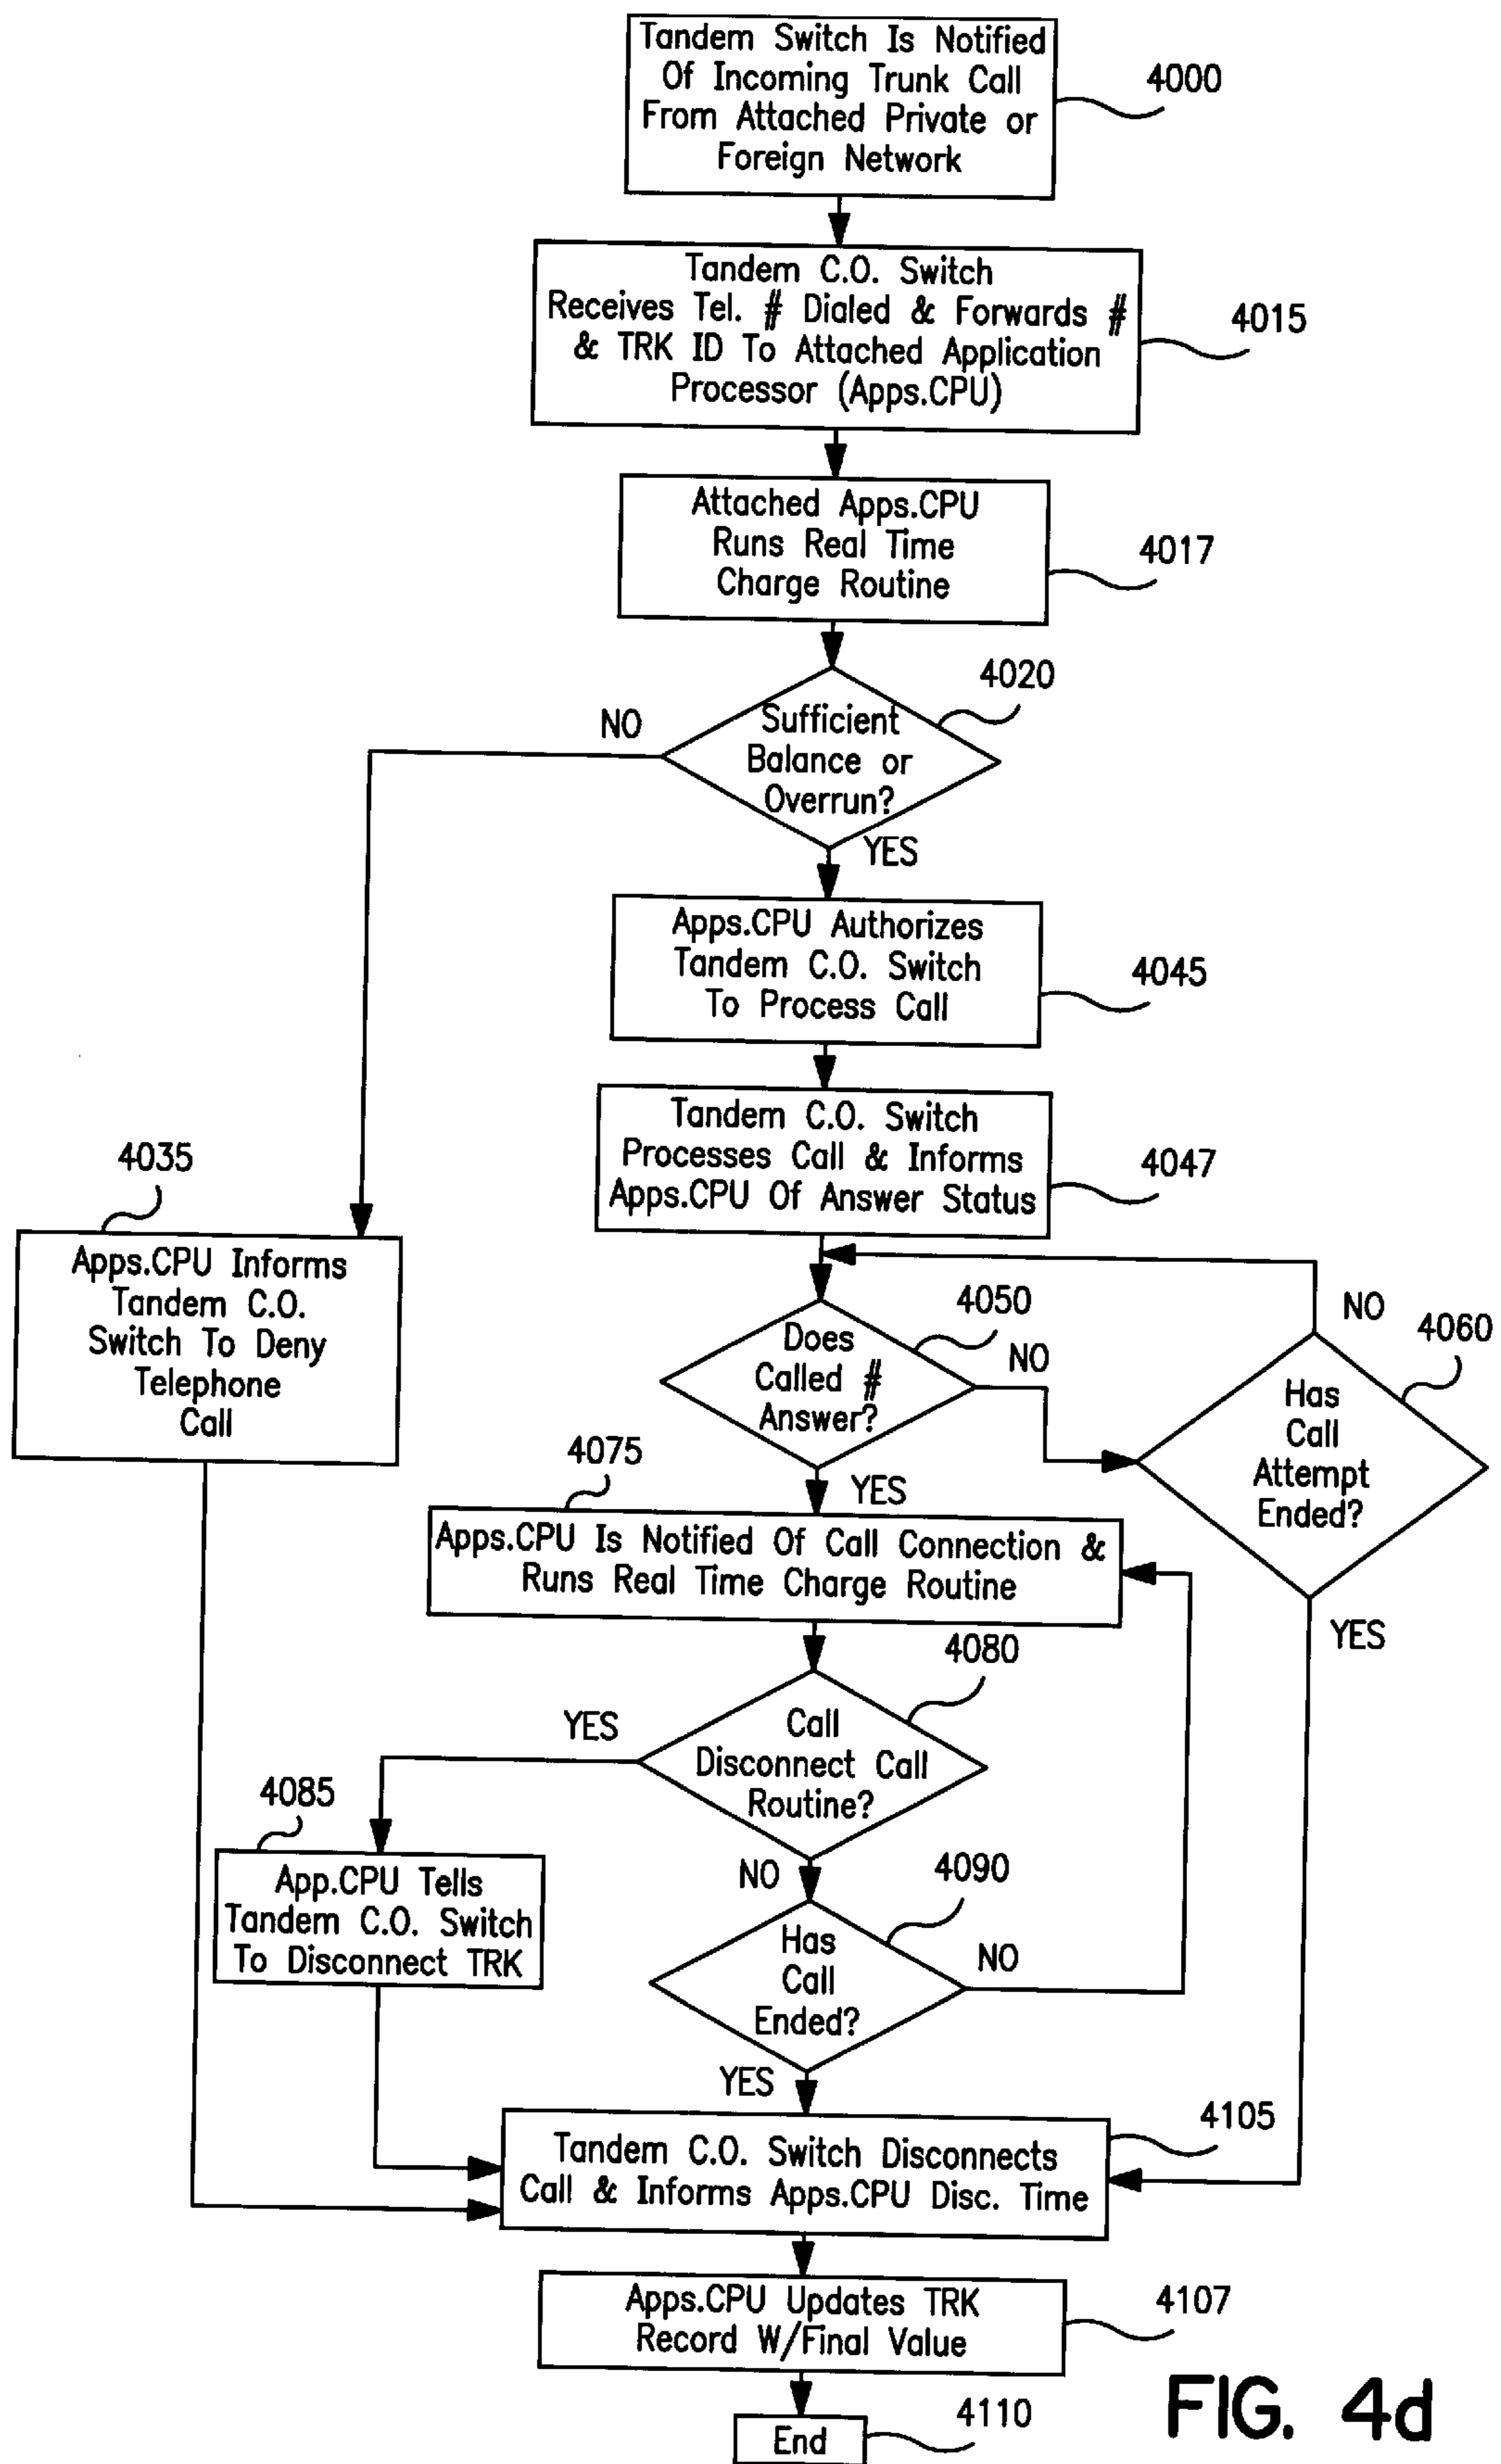 Tandem Switch Is Notified
Of Incoming Trunk Call
From Attached Private or
Foreign Network
4000
Tandem C.O. Switch
Receives Tel. # Dialed & Forwards #
& TRK ID To Attached Application
Processor (Apps.CPU)
4015
Attached Apps.CPU
Runs Real Time
Charge Routine
4017
4020
NO
Sufficient
Balance or
Overrun?
YES
Apps.CPU Authorizes
Tandem C.O. Switch
To Process Call
4045
Tandem C.O. Switch
Processes Call & Informs
Apps.CPU Of Answer Status
4047
4035
Apps.CPU Informs
Tandem C.O.
Switch To Deny
Telephone
Call
4050
Does
Called #
Answer?
NO
YES
NO
4060
Has
Call
Attempt
Ended?
YES
4075
Apps.CPU Is Notified Of Call Connection &
Runs Real Time Charge Routine
4080
YES
Call
Disconnect Call
Routine?
NO
4085
App.CPU Tells
Tandem C.O. Switch
To Disconnect TRK
4090
Has
Call
Ended?
NO
YES
4105
Tandem C.O. Switch Disconnects
Call & Informs Apps.CPU Disc. Time
Apps.CPU Updates TRK
Record W/Final Value
4107
End
4110
FIG. 4d